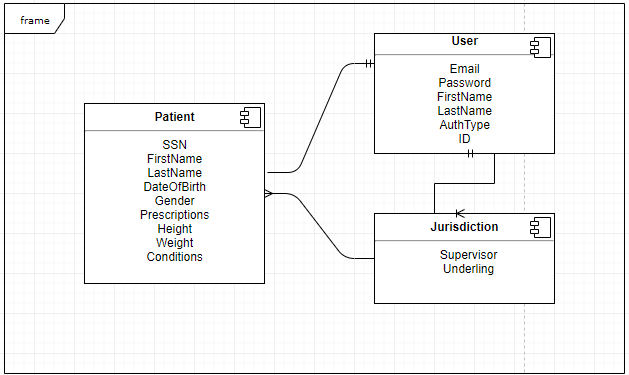 frame
User
Email
Password
FirstName
LastName
AuthType
ID
Patient
SSN
FirstName
LastName
DateOfBirth
Gender
Prescriptions
Height
Weight
Conditions
Jurisdiction
Supervisor
Underling